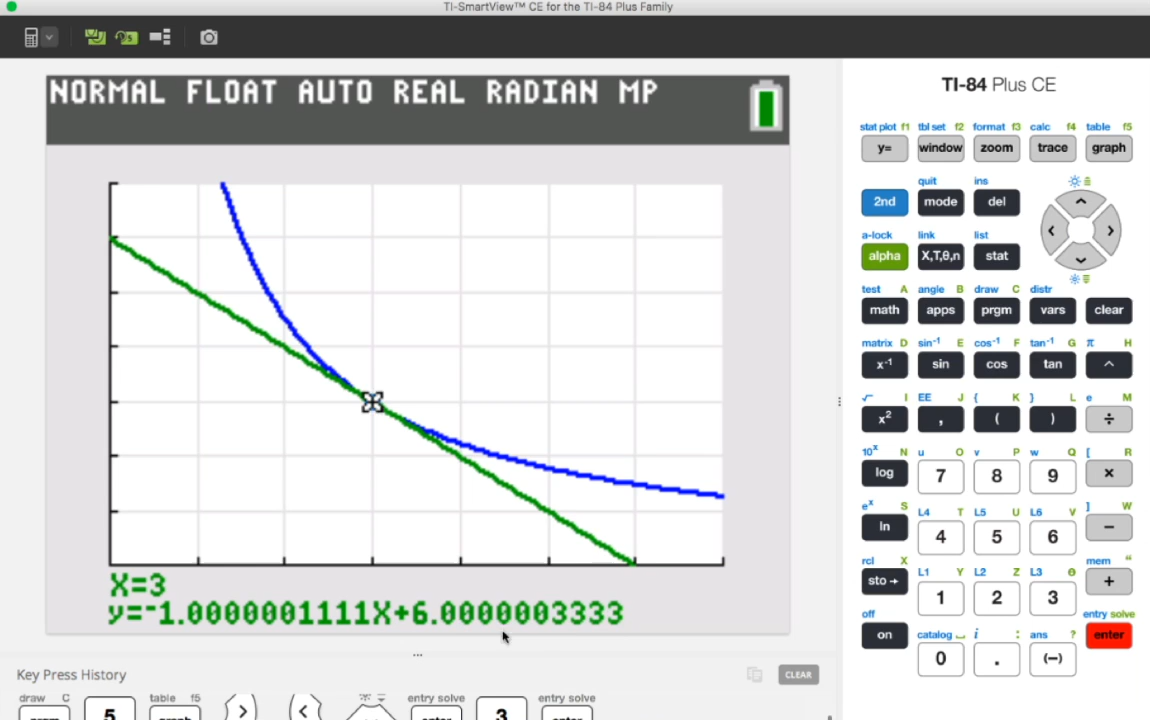 TI-SmartView™ CE for the TI-84 Plus Family
NORMAL FLOAT AUTO REAL RADIAN MP
X=3
y=-1.0000001111X+6.0000003333
Key Press History
CLEAR
draw C table f5 entry solve entry solve
5 graph > < enter 3 enter
TI-84 Plus CE
stat plot f1 tbl set f2 format f3 calc f4 table f5
y= window zoom trace graph
quit ins
2nd mode del
a-lock link list
alpha X,T,θ,n stat
test A angle B draw C distr
math apps prgm vars clear
matrix D sin⁻¹ E cos⁻¹ F tan⁻¹ G π H
x⁻¹ sin cos tan ^
√ I EE J { K } L e M
x² , ( ) ÷
10ˣ N u O v P w Q [ R
log 7 8 9 ×
eˣ S L4 T L5 U L6 V ] W
ln 4 5 6 −
rcl X L1 Y L2 Z L3 θ mem "
sto→ 1 2 3 +
off catalog ␣ i : ans ? entry solve
on 0 . (−) enter